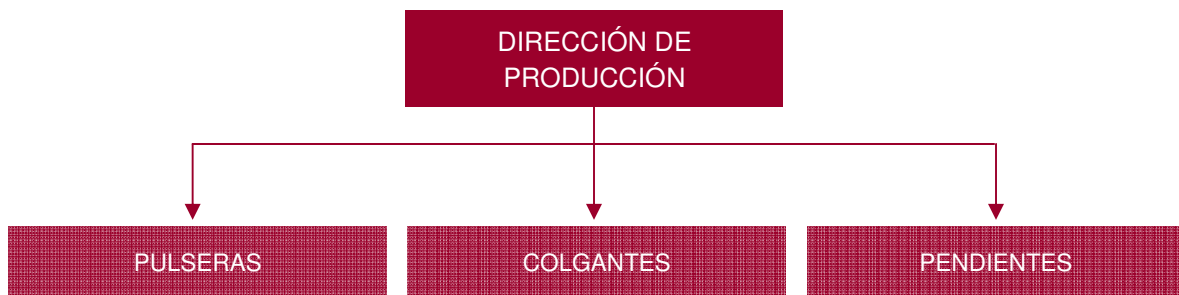 DIRECCIÓN DE
PRODUCCIÓN
PULSERAS
COLGANTES
PENDIENTES